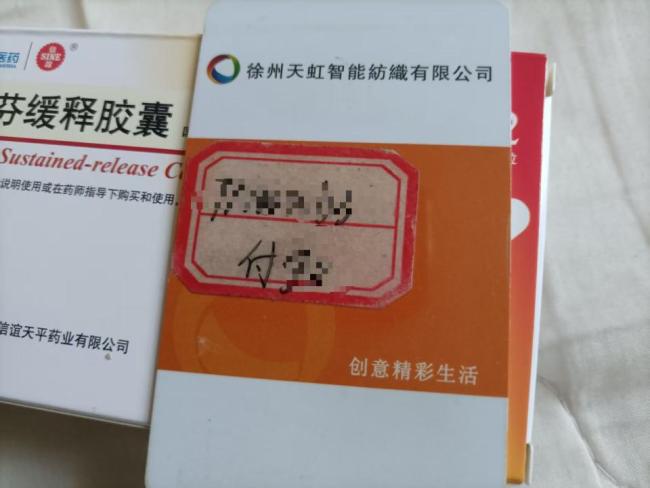 医药
SINE
®
芬缓释胶囊
Sustained-release C
说明使用或在药师指导下购买和使用
信谊天平药业有限公司
徐州天虹智能紡織有限公司
付
创意精彩生活